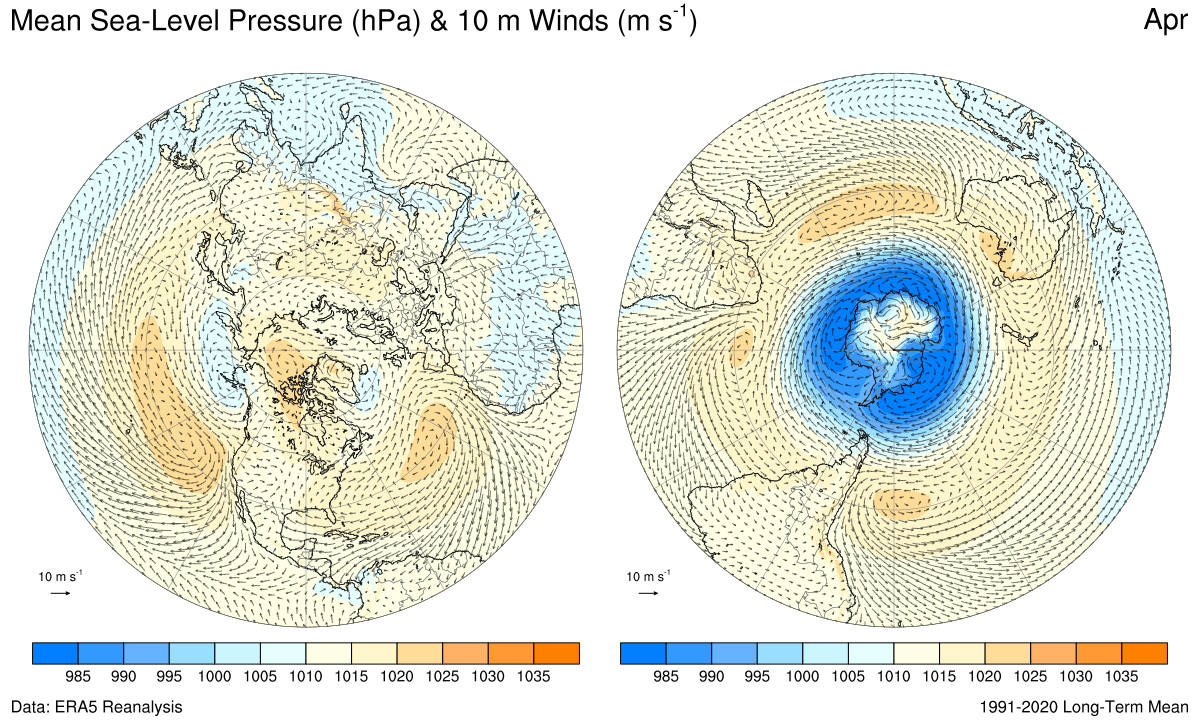 Mean Sea-Level Pressure (hPa) & 10 m Winds (m s⁻¹)
Apr
10 m s⁻¹
10 m s⁻¹
985 990 995 1000 1005 1010 1015 1020 1025 1030 1035
985 990 995 1000 1005 1010 1015 1020 1025 1030 1035
Data: ERA5 Reanalysis
1991-2020 Long-Term Mean